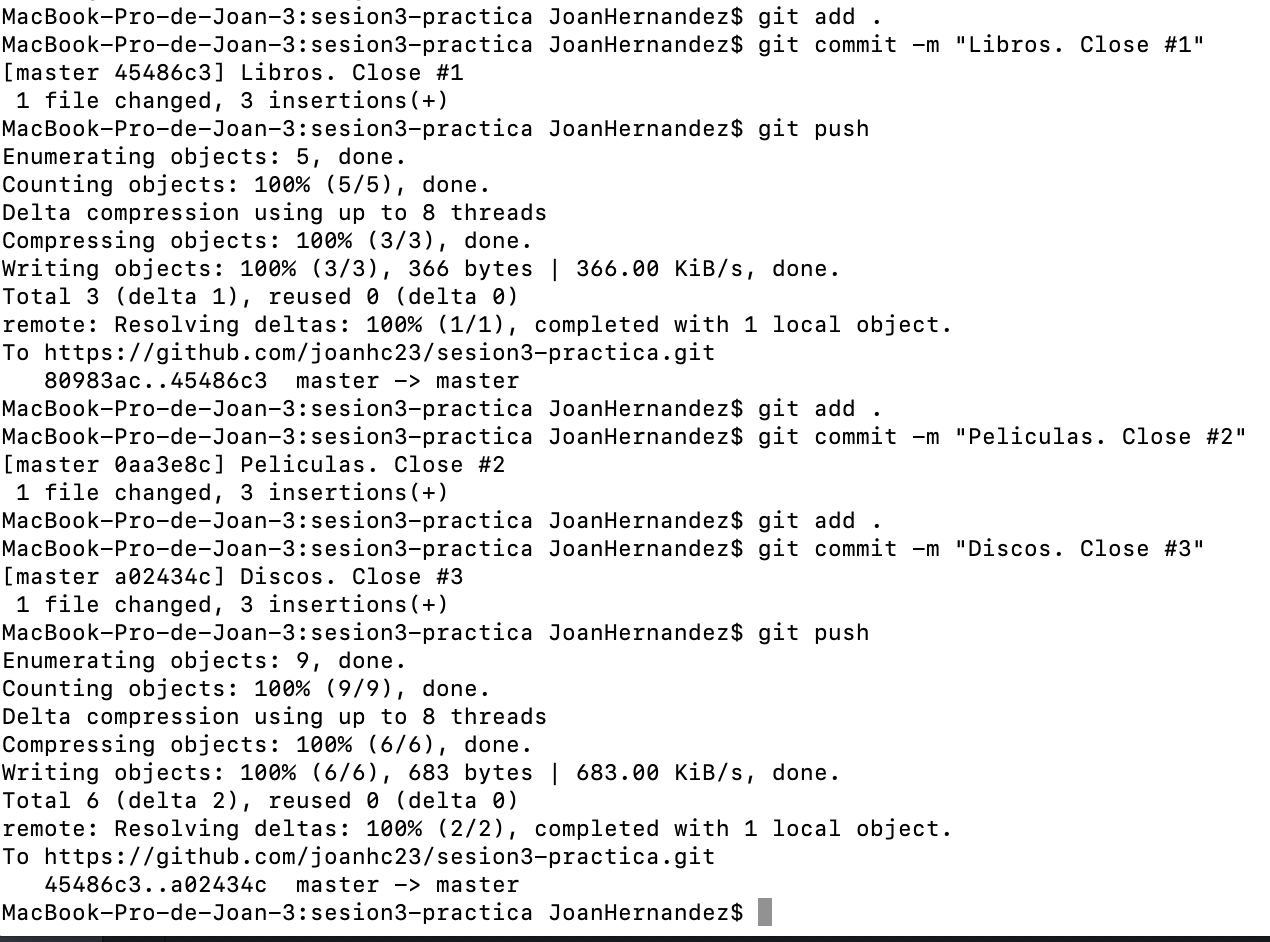 MacBook-Pro-de-Joan-3:sesion3-practica JoanHernandez$ git add .
MacBook-Pro-de-Joan-3:sesion3-practica JoanHernandez$ git commit -m "Libros. Close #1"
[master 45486c3] Libros. Close #1
 1 file changed, 3 insertions(+)
MacBook-Pro-de-Joan-3:sesion3-practica JoanHernandez$ git push
Enumerating objects: 5, done.
Counting objects: 100% (5/5), done.
Delta compression using up to 8 threads
Compressing objects: 100% (3/3), done.
Writing objects: 100% (3/3), 366 bytes | 366.00 KiB/s, done.
Total 3 (delta 1), reused 0 (delta 0)
remote: Resolving deltas: 100% (1/1), completed with 1 local object.
To https://github.com/joanhc23/sesion3-practica.git
   80983ac..45486c3  master -> master
MacBook-Pro-de-Joan-3:sesion3-practica JoanHernandez$ git add .
MacBook-Pro-de-Joan-3:sesion3-practica JoanHernandez$ git commit -m "Peliculas. Close #2"
[master 0aa3e8c] Peliculas. Close #2
 1 file changed, 3 insertions(+)
MacBook-Pro-de-Joan-3:sesion3-practica JoanHernandez$ git add .
MacBook-Pro-de-Joan-3:sesion3-practica JoanHernandez$ git commit -m "Discos. Close #3"
[master a02434c] Discos. Close #3
 1 file changed, 3 insertions(+)
MacBook-Pro-de-Joan-3:sesion3-practica JoanHernandez$ git push
Enumerating objects: 9, done.
Counting objects: 100% (9/9), done.
Delta compression using up to 8 threads
Compressing objects: 100% (6/6), done.
Writing objects: 100% (6/6), 683 bytes | 683.00 KiB/s, done.
Total 6 (delta 2), reused 0 (delta 0)
remote: Resolving deltas: 100% (2/2), completed with 1 local object.
To https://github.com/joanhc23/sesion3-practica.git
   45486c3..a02434c  master -> master
MacBook-Pro-de-Joan-3:sesion3-practica JoanHernandez$